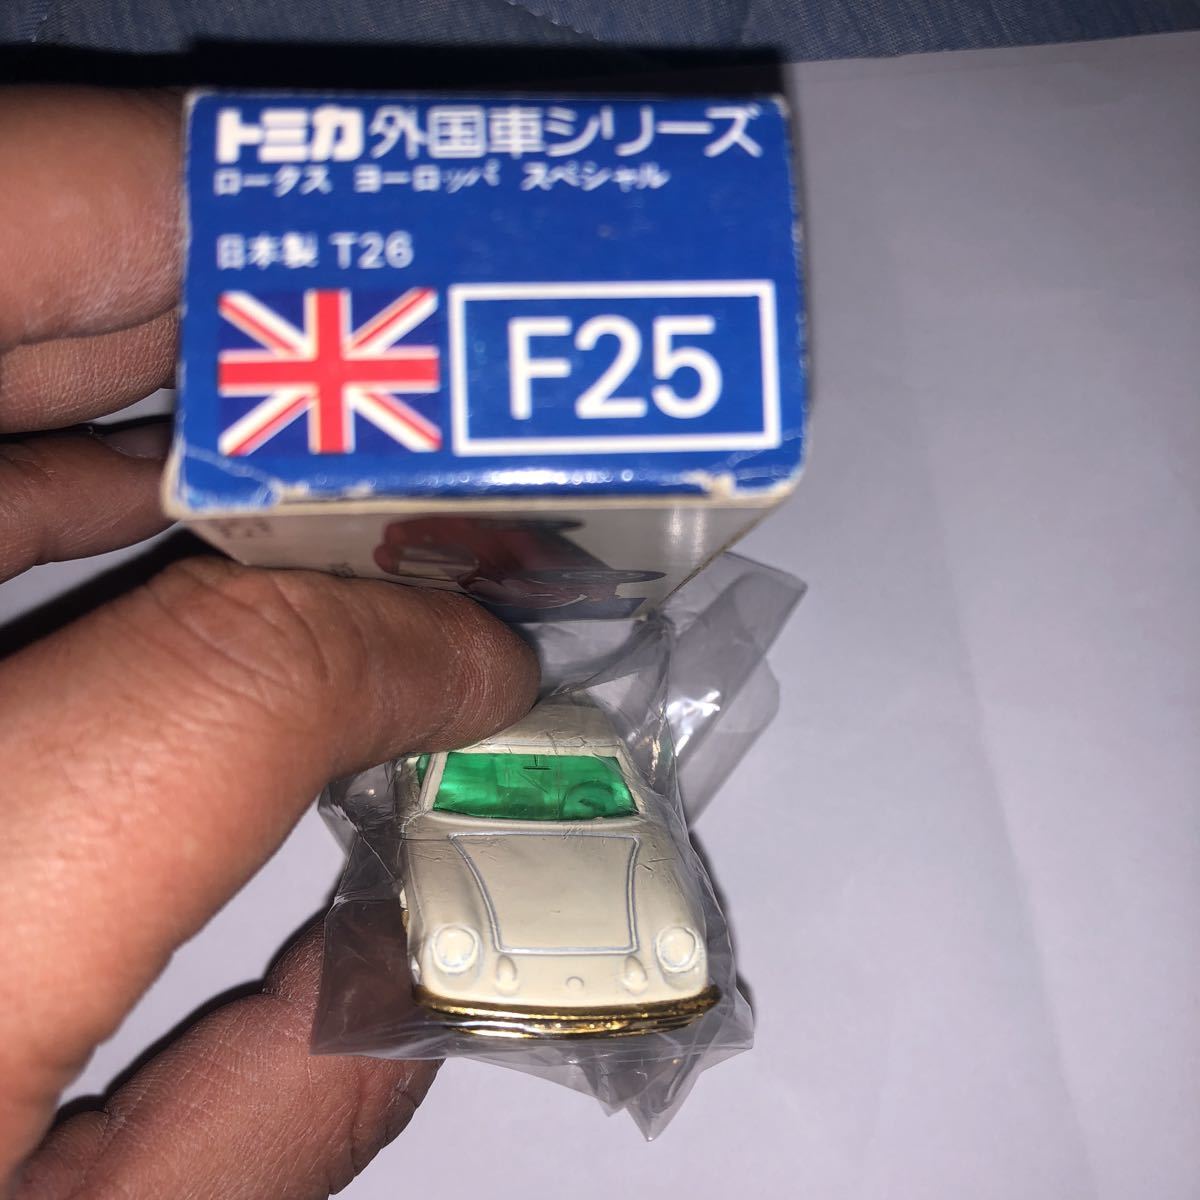 トミカ外国車シリーズ
ロータス ヨーロッパ スペシャル
日本製 T26
F25